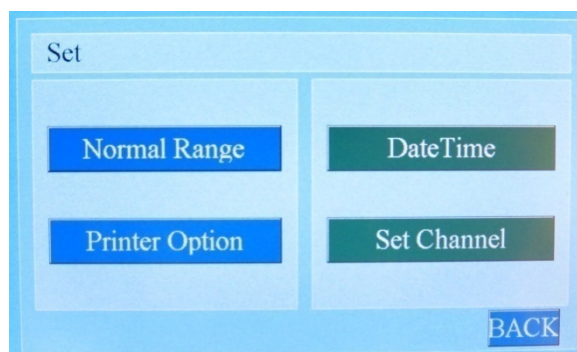 Set
Normal Range
DateTime
Printer Option
Set Channel
BACK